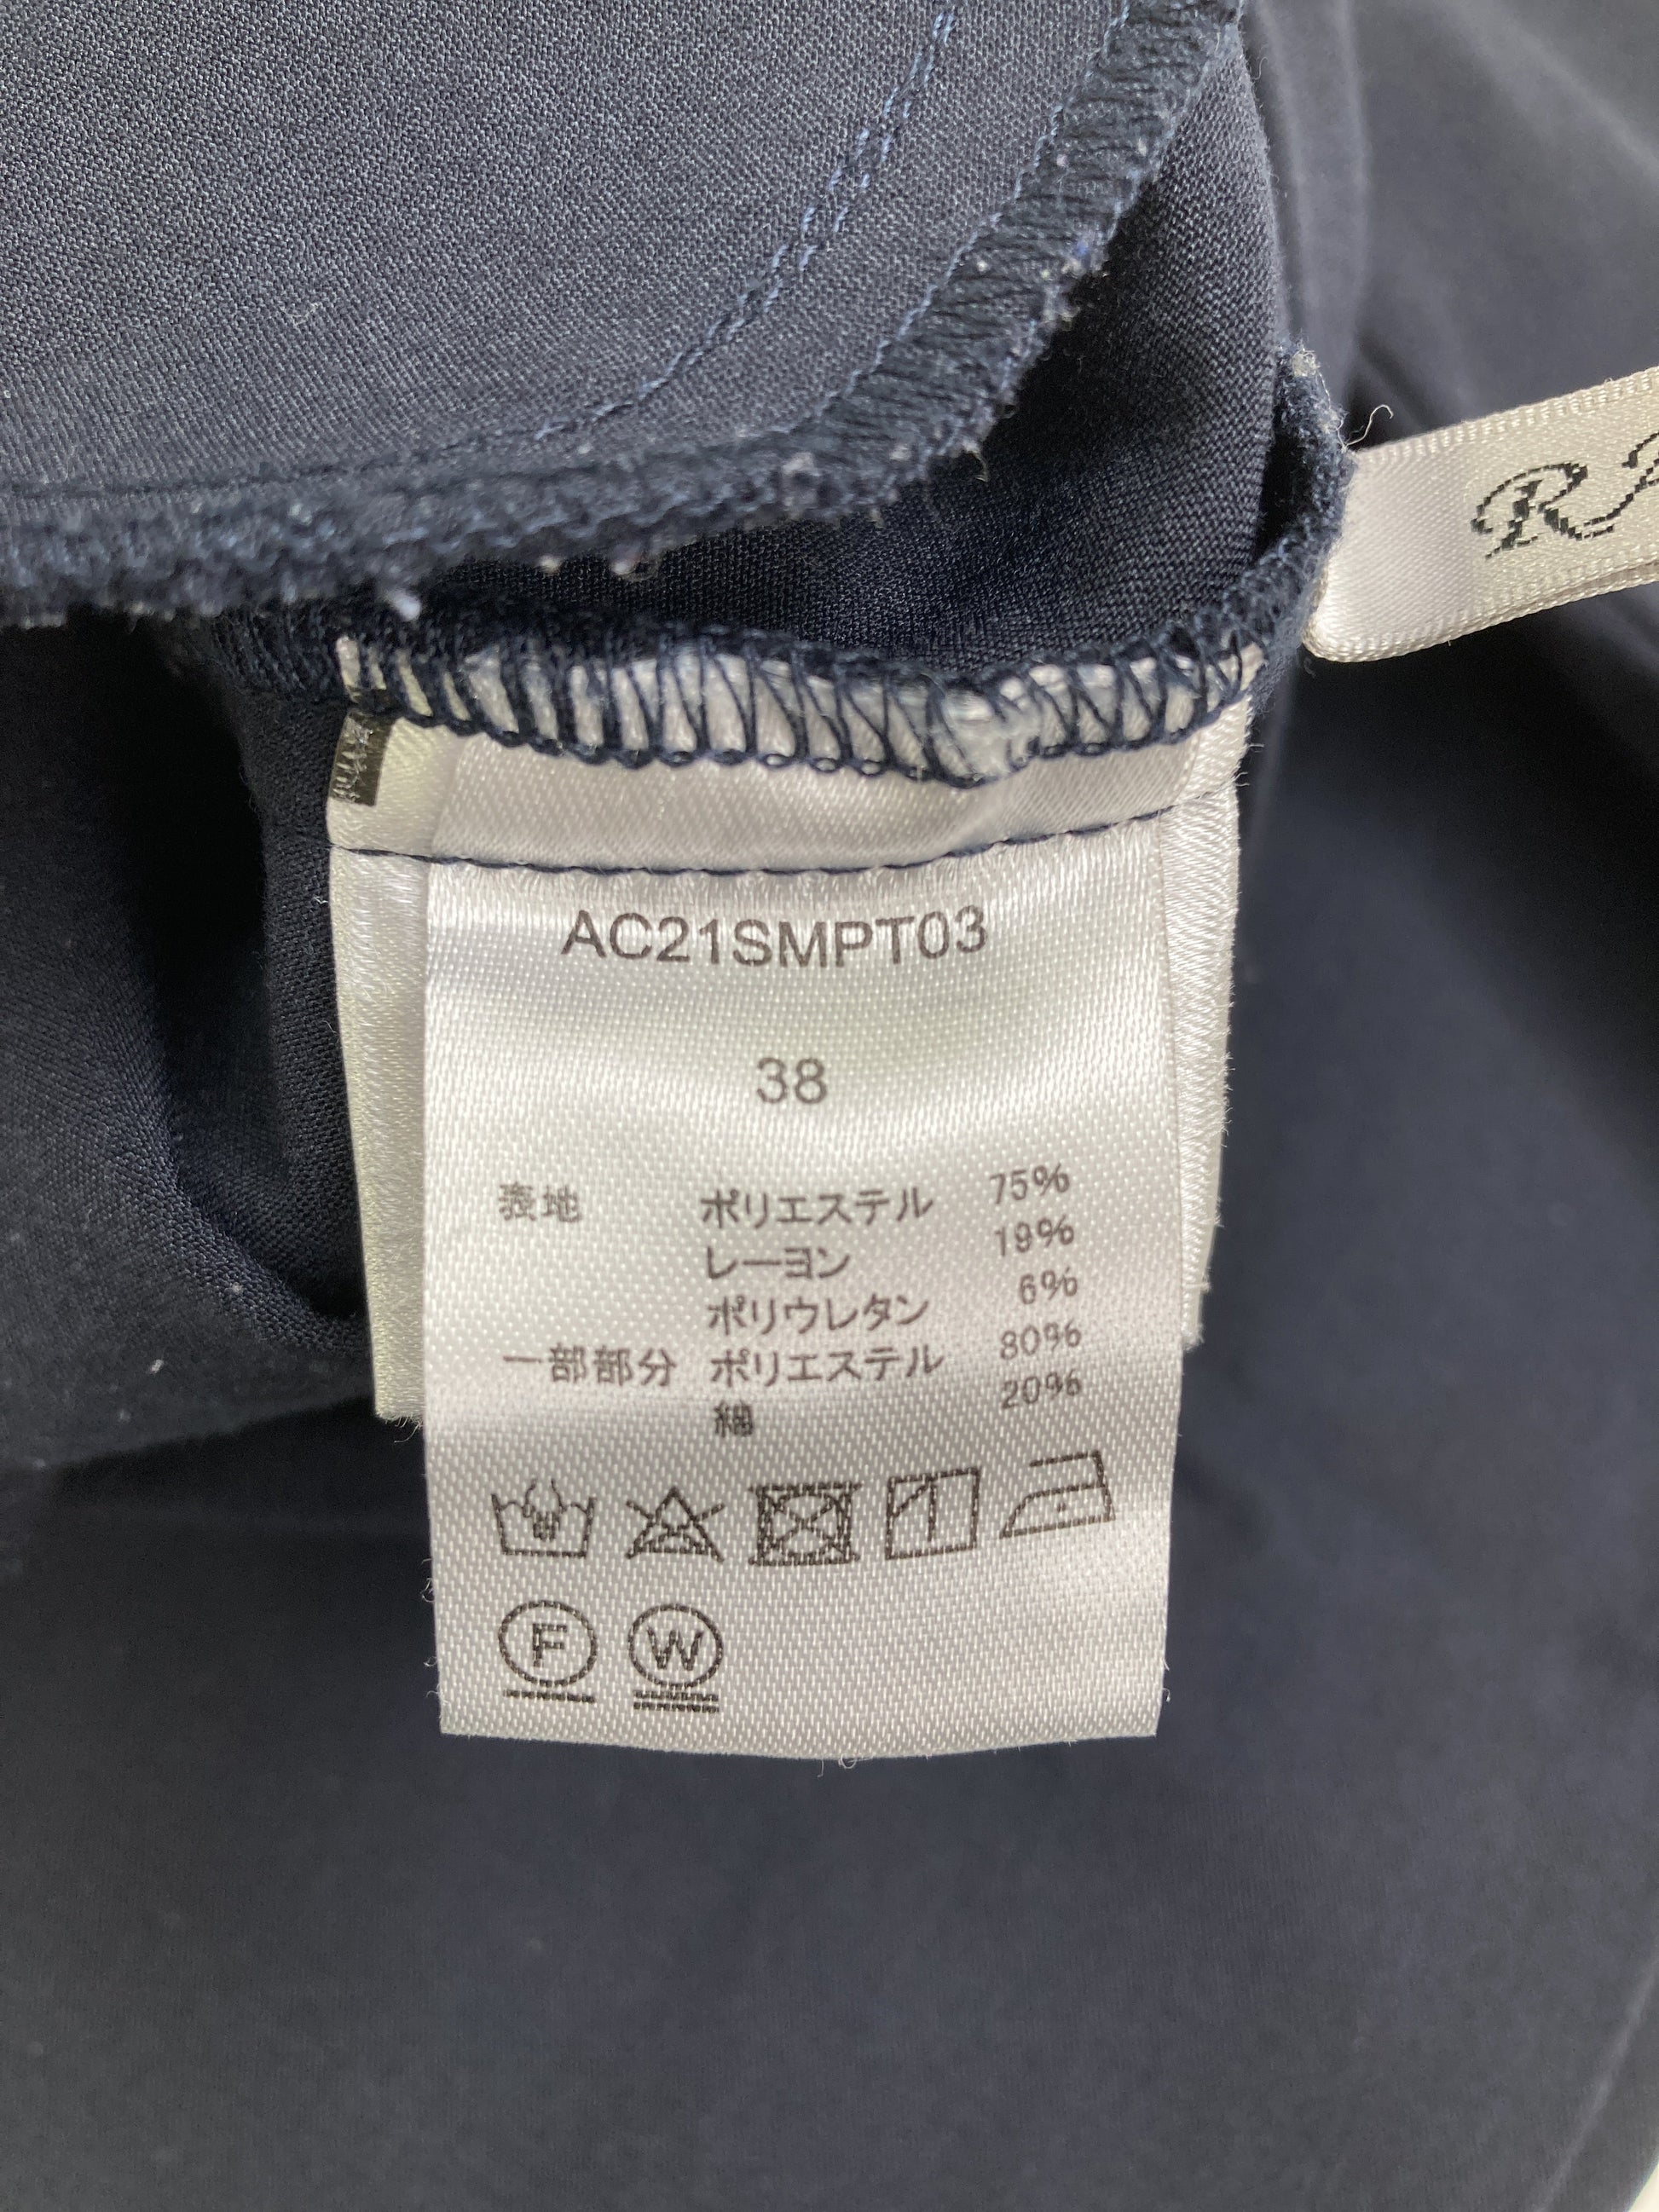 AC21SMPT03
38
表地 ポリエステル 75%
レーヨン 19%
ポリウレタン 6%
一部部分 ポリエステル 80%
綿 20%
F W